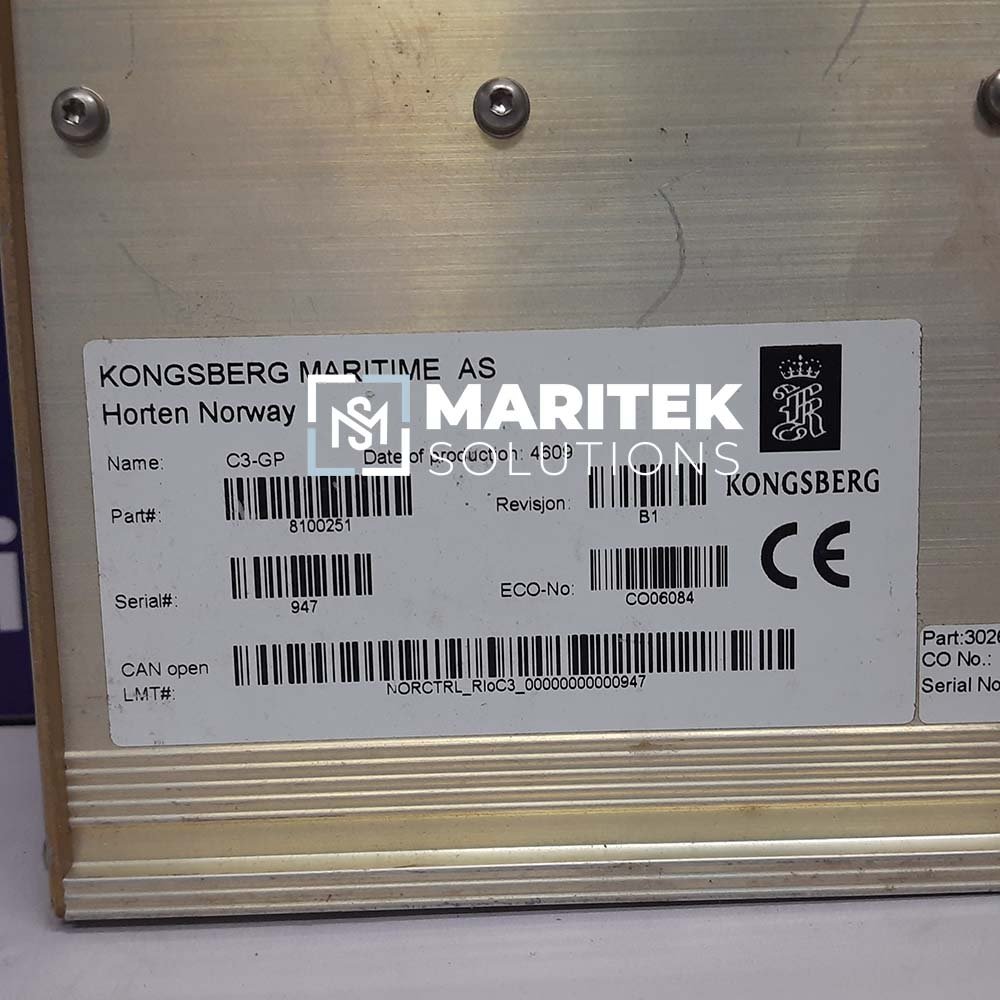 KONGSBERG MARITIME AS
Horten Norway
MARITEK
SOLUTIONS
Name: C3-GP Date of production: 4609
Part#: 8100251
Revisjon: B1
KONGSBERG
CE
Serial#: 947
ECO-No: CO06084
CAN open
LMT#: NORCTRL_RIoC3_00000000000947
Part:3026
CO No.:
Serial No
i